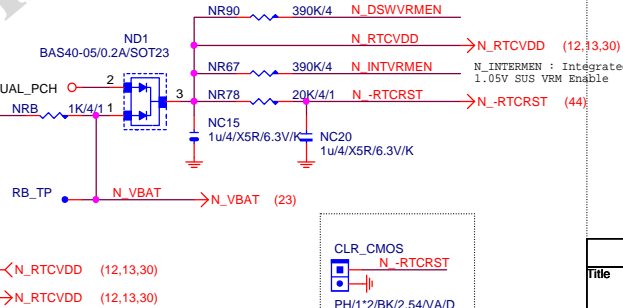 NR90 390K/4 N_DSWVRMEN
ND1
BAS40-05/0.2A/SOT23
N_RTCVDD N_RTCVDD (12,13,30)
NR67 390K/4 N_INTVRMEN
N_INTERMEN : Integrated
1.05V SUS VRM Enable
UAL_PCH 2
3 NR78 20K/4/1 N_-RTCRST N_-RTCRST (44)
NRB 1K/4/1 1
NC15
1u/4/X5R/6.3V/K
NC20
1u/4/X5R/6.3V/K
RB_TP N_VBAT N_VBAT (23)
CLR_CMOS
N_-RTCRST
N_RTCVDD (12,13,30)
Title
N_RTCVDD (12,13,30)
PH/1*2/BK/2.54/VA/D